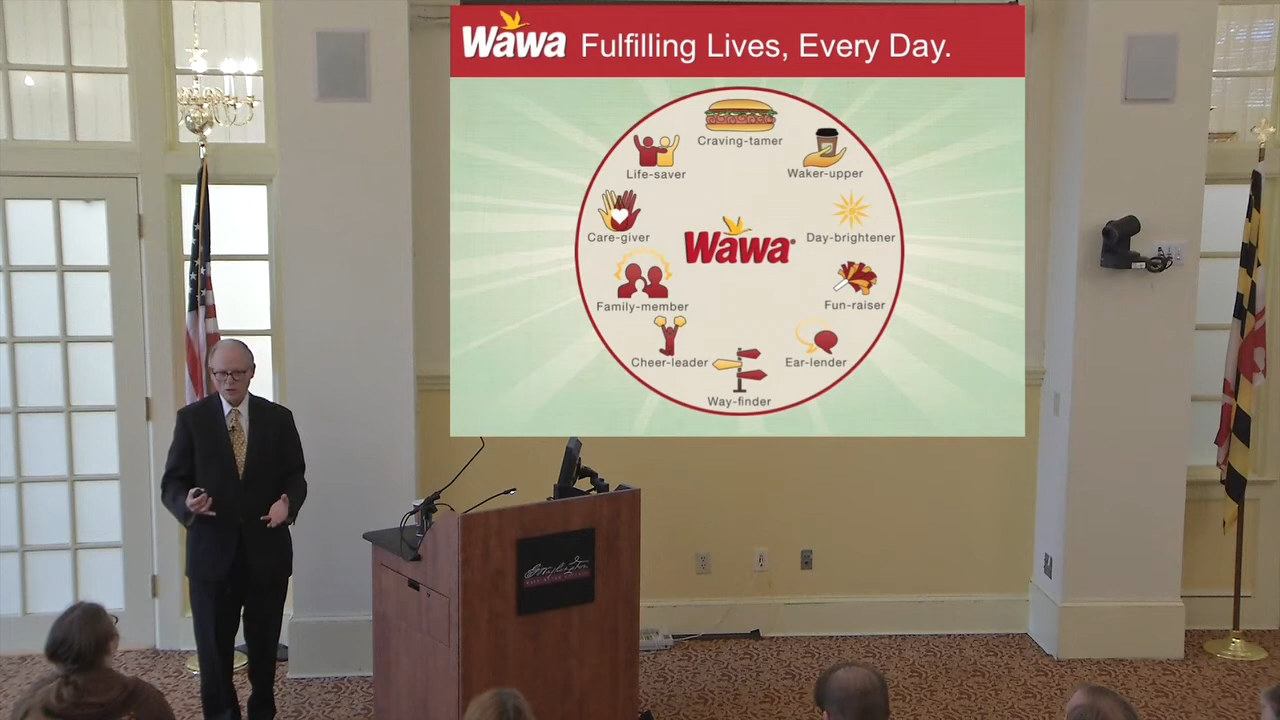 Wawa Fulfilling Lives, Every Day.
Craving-tamer
Life-saver
Waker-upper
Care-giver
Wawa®
Day-brightener
Family-member
Fun-raiser
Cheer-leader
Ear-lender
Way-finder